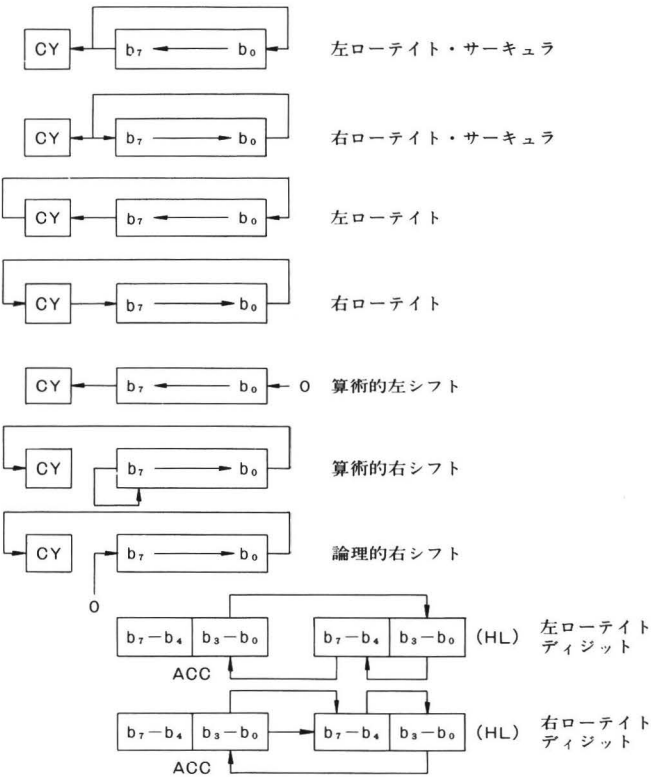 CY b₇ b₀ 左ローテイト・サーキュラ
CY b₇ b₀ 右ローテイト・サーキュラ
CY b₇ b₀ 左ローテイト
CY b₇ b₀ 右ローテイト
CY b₇ b₀ 0 算術的左シフト
CY b₇ b₀ 算術的右シフト
CY b₇ b₀ 論理的右シフト
0
b₇−b₄ b₃−b₀ b₇−b₄ b₃−b₀ (HL) 左ローテイト
ディジット
ACC
b₇−b₄ b₃−b₀ b₇−b₄ b₃−b₀ (HL) 右ローテイト
ディジット
ACC